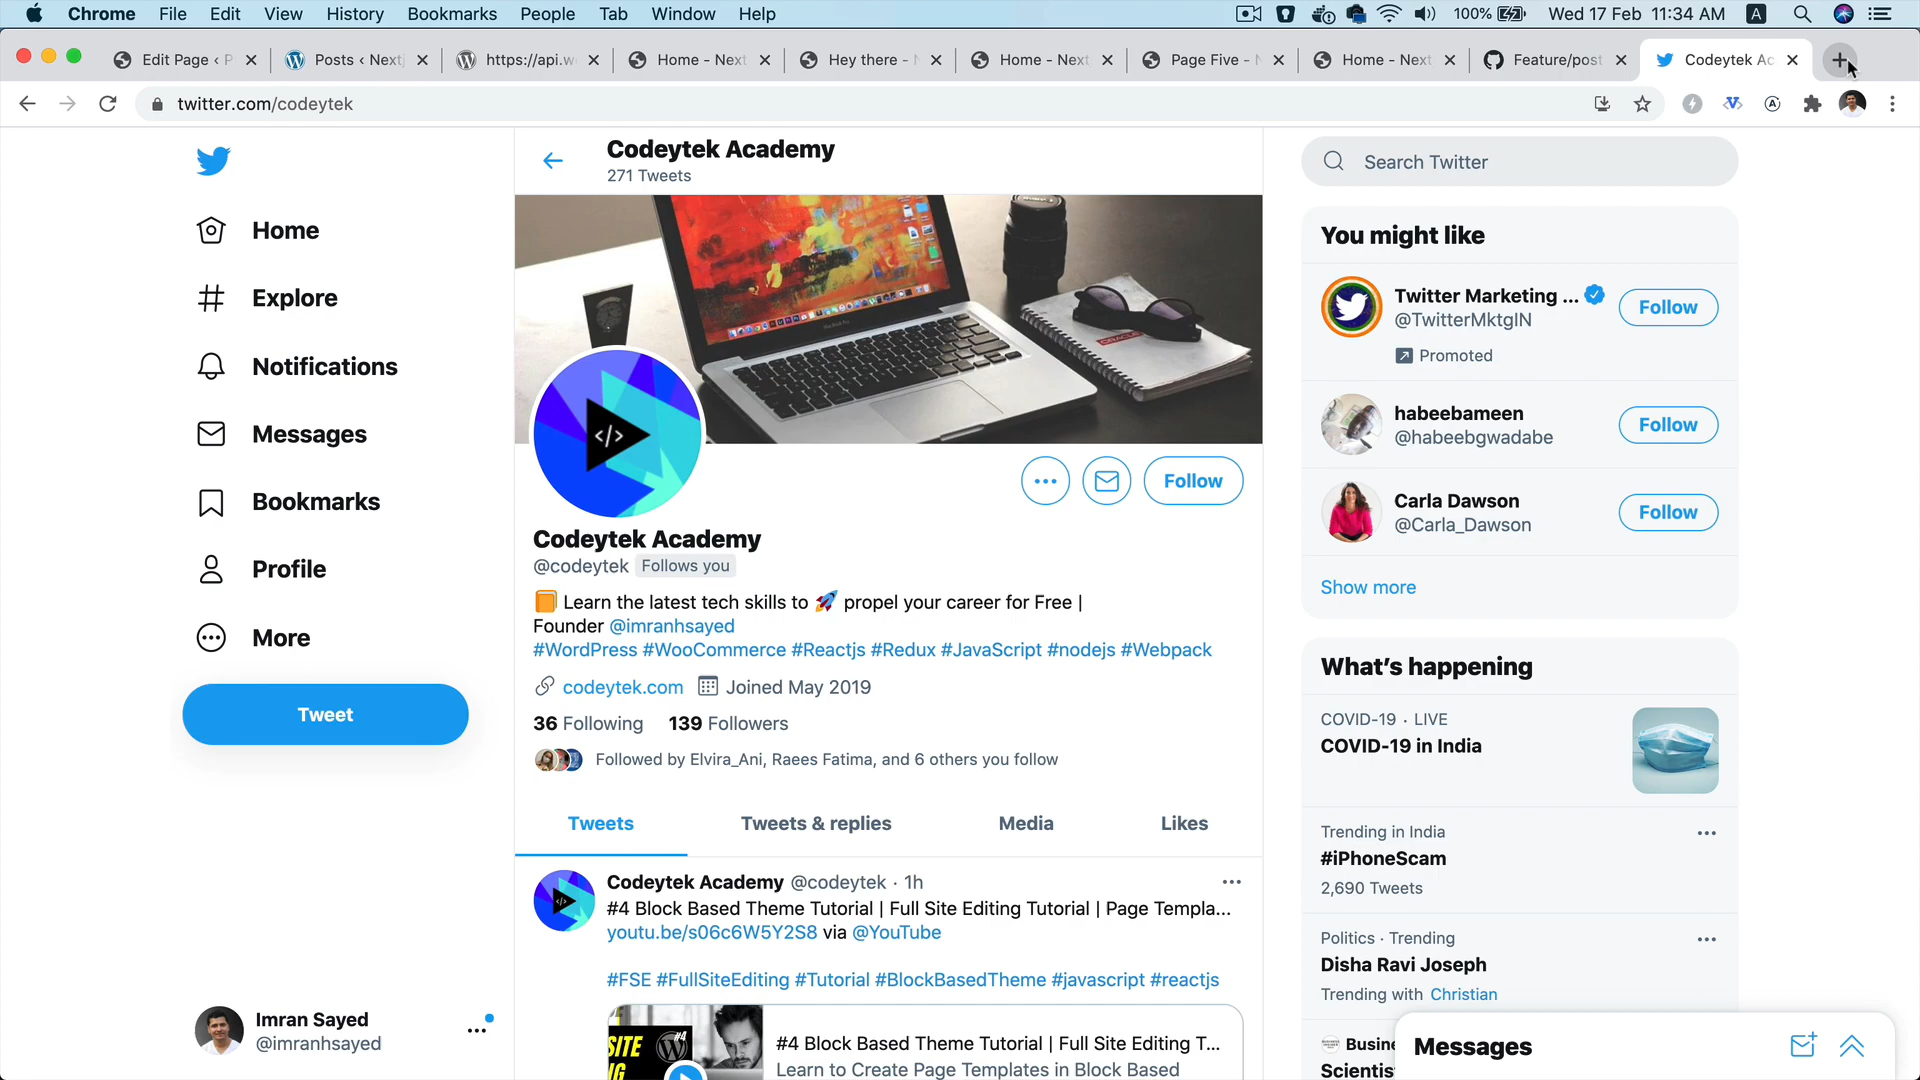 Chrome File Edit View History Bookmarks People Tab Window Help 100% Wed 17 Feb 11:34 AM A
Edit Page ‹ P Posts ‹ Next https://api.w Home - Next Hey there - Home - Next Page Five - N Home - Next Feature/post Codeytek Ac
twitter.com/codeytek
Codeytek Academy
271 Tweets
Home
Explore
Notifications
Messages
Bookmarks
Profile
More
Tweet
Imran Sayed
@imranhsayed
Follow
Codeytek Academy
@codeytek Follows you
Learn the latest tech skills to 🚀 propel your career for Free |
Founder @imranhsayed
#WordPress #WooCommerce #Reactjs #Redux #JavaScript #nodejs #Webpack
codeytek.com Joined May 2019
36 Following 139 Followers
Followed by Elvira_Ani, Raees Fatima, and 6 others you follow
Tweets Tweets & replies Media Likes
Codeytek Academy @codeytek · 1h
#4 Block Based Theme Tutorial | Full Site Editing Tutorial | Page Templa...
youtu.be/s06c6W5Y2S8 via @YouTube
#FSE #FullSiteEditing #Tutorial #BlockBasedTheme #javascript #reactjs
#4
#4 Block Based Theme Tutorial | Full Site Editing T...
Learn to Create Page Templates in Block Based
Search Twitter
You might like
Twitter Marketing ...
@TwitterMktgIN
Promoted
Follow
habeebameen
@habeebgwadabe
Follow
Carla Dawson
@Carla_Dawson
Follow
Show more
What's happening
COVID-19 · LIVE
COVID-19 in India
Trending in India
#iPhoneScam
2,690 Tweets
Politics · Trending
Disha Ravi Joseph
Trending with Christian
Busine
Scientis
Messages